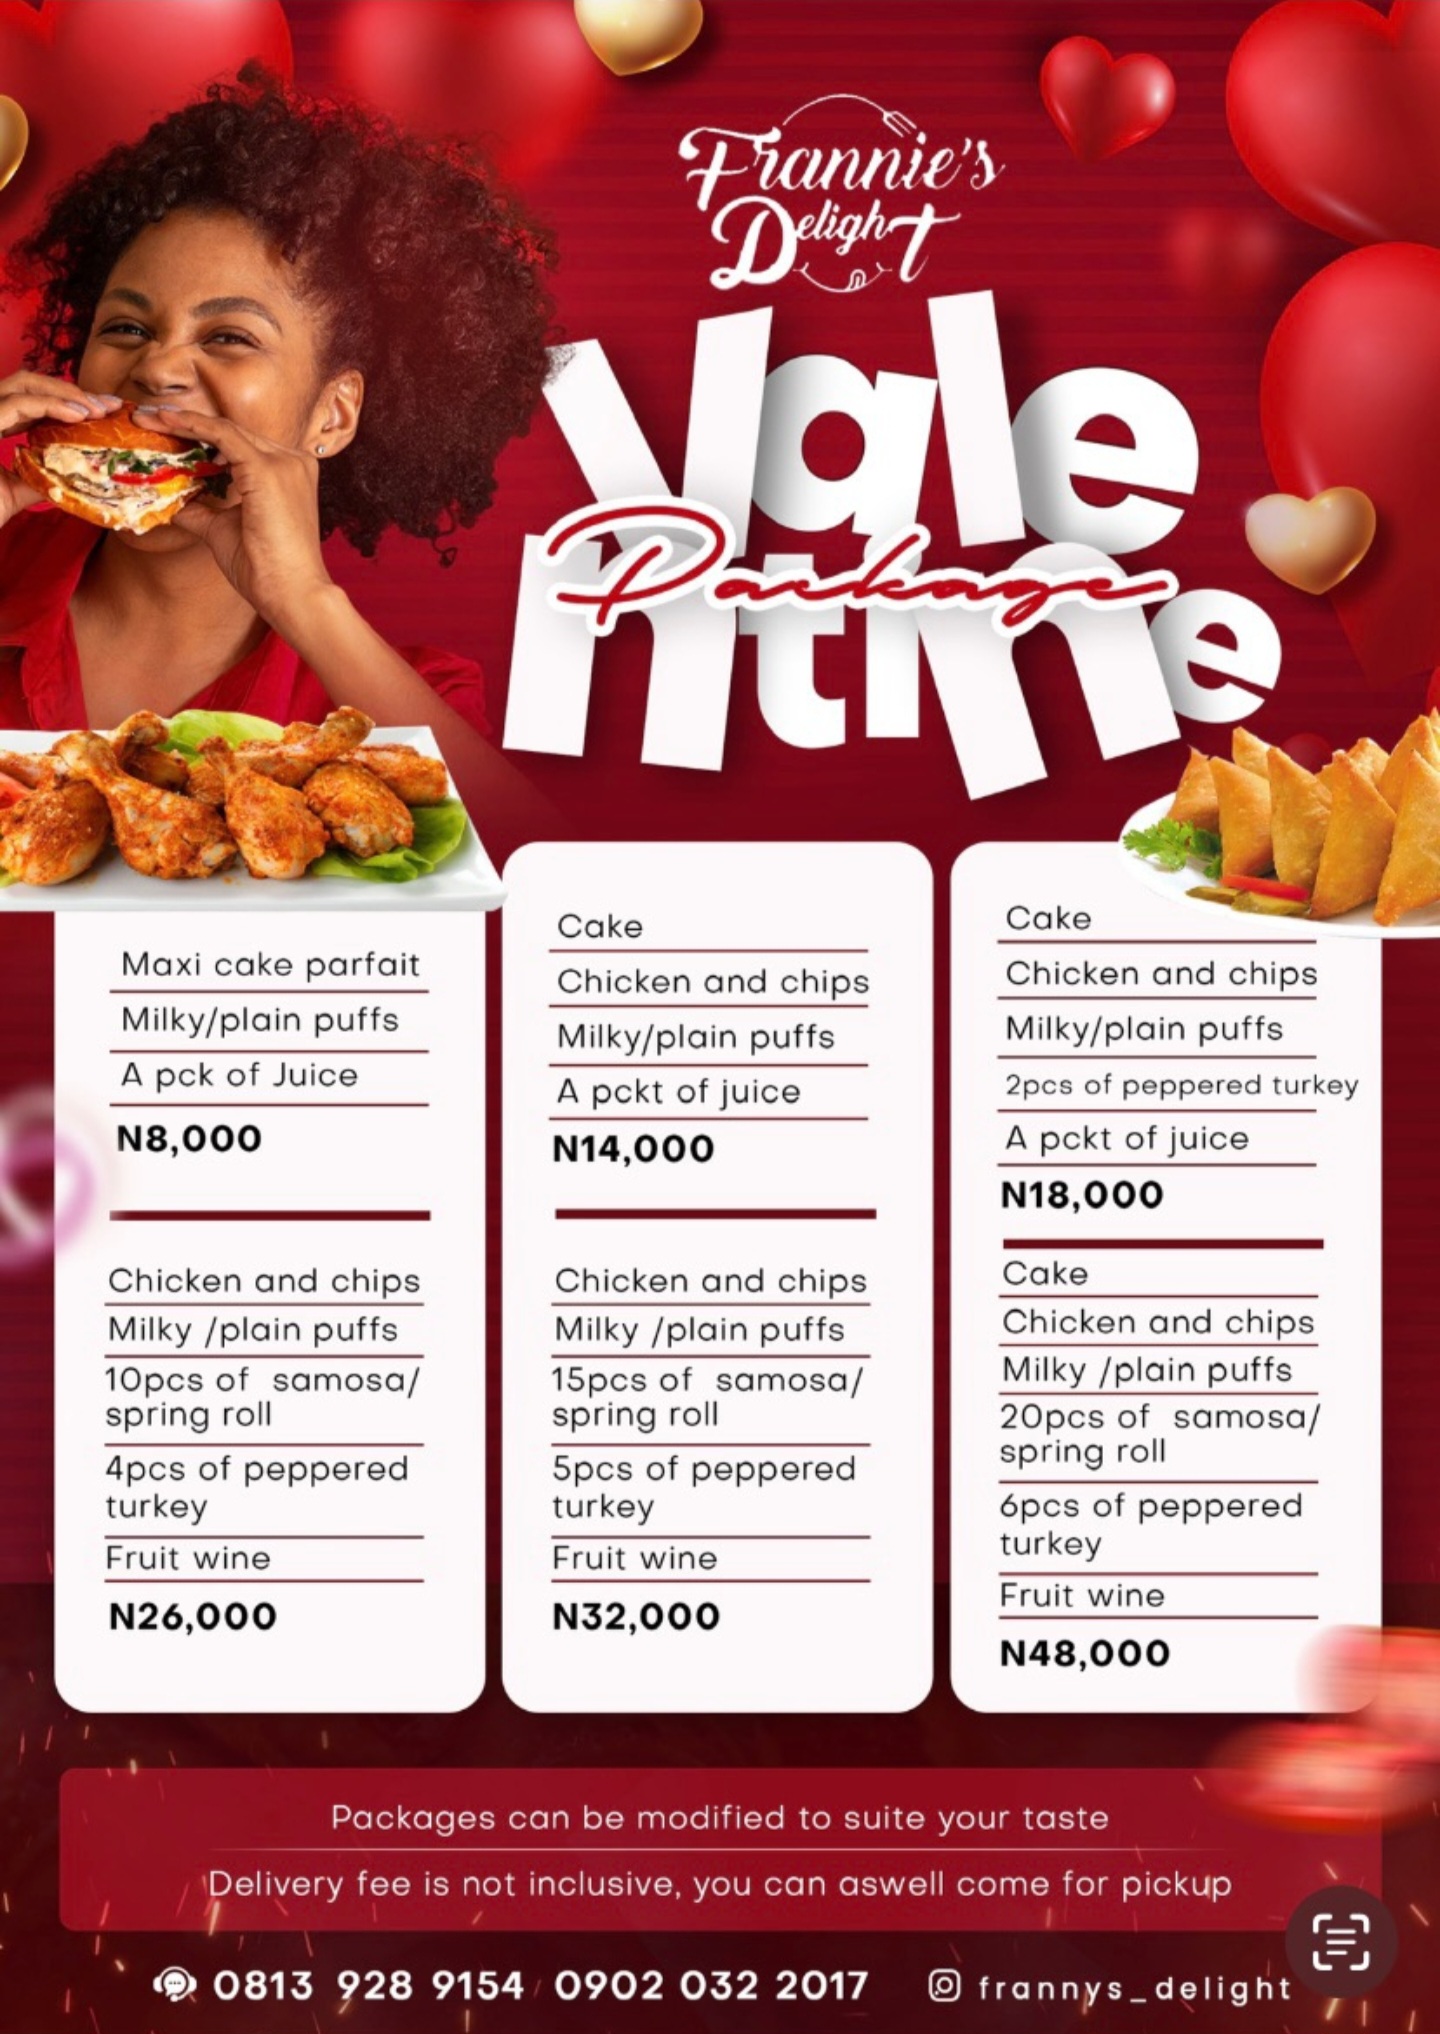 Frannie's
Delight
Vale
ntine
Package
Maxi cake parfait
Milky/plain puffs
A pck of Juice
N8,000
Chicken and chips
Milky /plain puffs
10pcs of samosa/
spring roll
4pcs of peppered
turkey
Fruit wine
N26,000
Cake
Chicken and chips
Milky/plain puffs
A pckt of juice
N14,000
Chicken and chips
Milky /plain puffs
15pcs of samosa/
spring roll
5pcs of peppered
turkey
Fruit wine
N32,000
Cake
Chicken and chips
Milky/plain puffs
2pcs of peppered turkey
A pckt of juice
N18,000
Cake
Chicken and chips
Milky /plain puffs
20pcs of samosa/
spring roll
6pcs of peppered
turkey
Fruit wine
N48,000
Packages can be modified to suite your taste
Delivery fee is not inclusive, you can aswell come for pickup
0813 928 9154 / 0902 032 2017 frannys_delight